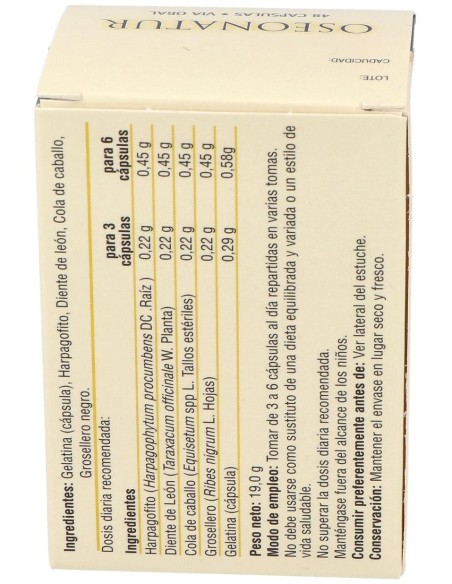 OSEONATUR
48 CAPSULAS • VIA ORAL
CADUCIDAD:
LOTE:
Ingredientes: Gelatina (cápsula), Harpagofito, Diente de león, Cola de caballo,
Grosellero negro.
Dosis diaria recomendada:
Ingredientes para 3 cápsulas para 6 cápsulas
Harpagofito (Harpagophytum procumbens DC .Raíz ) 0,22 g 0,45 g
Diente de León (Taraxacum officinale W. Planta) 0,22 g 0,45 g
Cola de caballo (Equisetum spp L. Tallos estériles) 0,22 g 0,45 g
Grosellero (Ribes nigrum L. Hojas) 0,22 g 0,45 g
Gelatina (cápsula) 0,29 g 0,58g
Peso neto: 19,0 g
Modo de empleo: Tomar de 3 a 6 cápsulas al día repartidas en varias tomas.
No debe usarse como sustituto de una dieta equilibrada y variada o un estilo de
vida saludable.
No superar la dosis diaria recomendada.
Manténgase fuera del alcance de los niños.
Consumir preferentemente antes de: Ver lateral del estuche.
Conservación: Mantener el envase en lugar seco y fresco.